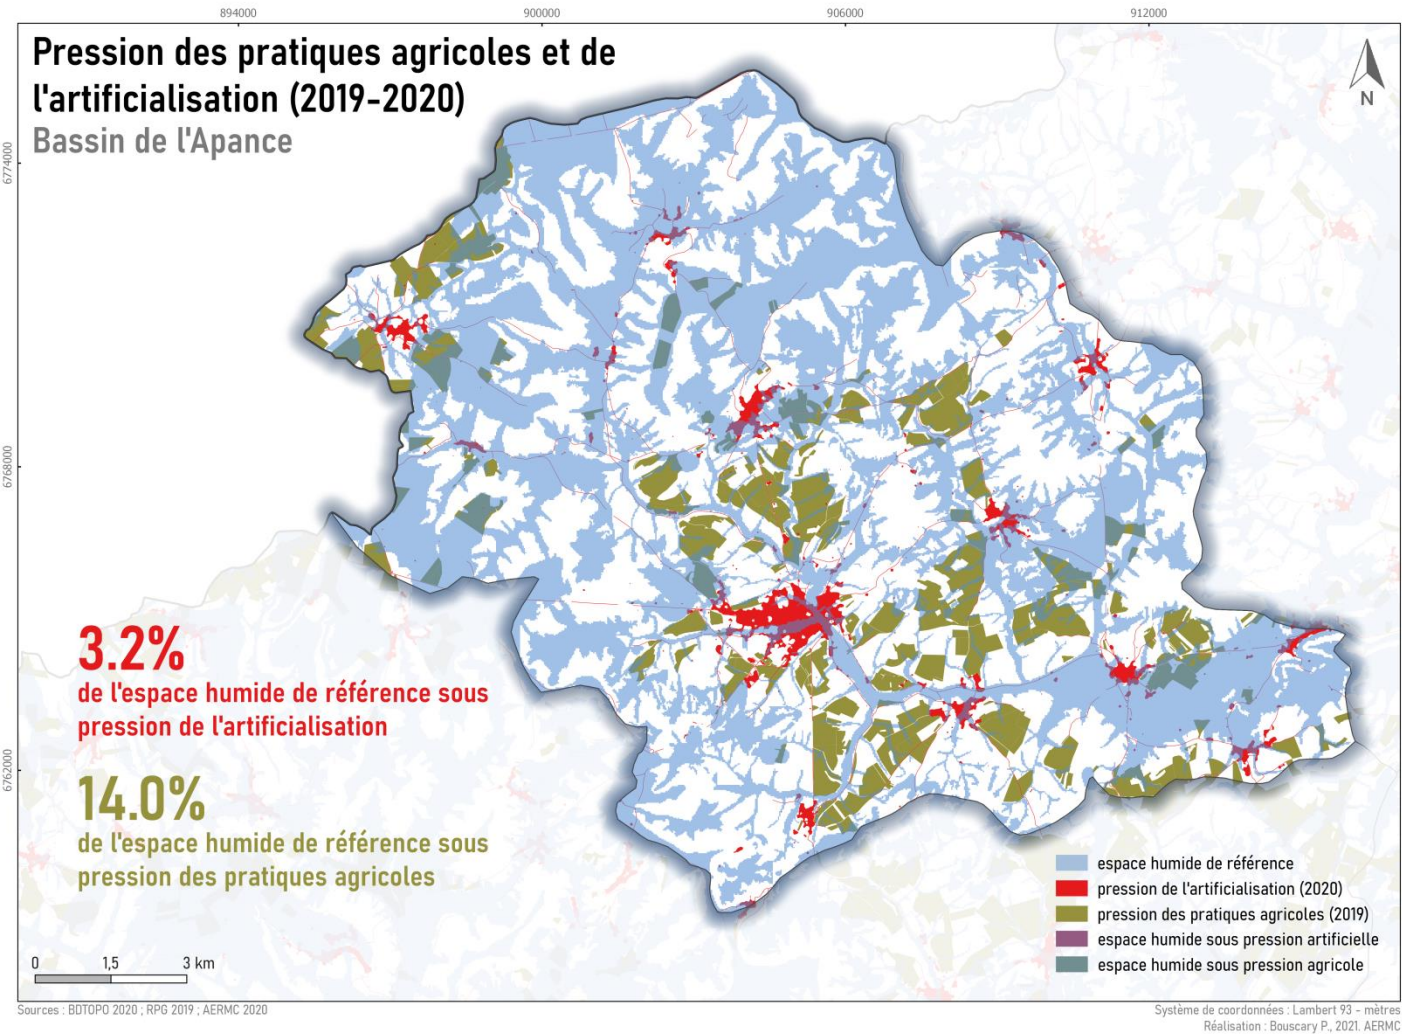 894000
900000
906000
912000
Pression des pratiques agricoles et de
l'artificialisation (2019-2020)
Bassin de l'Apance
N
6774000
6768000
6762000
3.2%
de l'espace humide de référence sous
pression de l'artificialisation
14.0%
de l'espace humide de référence sous
pression des pratiques agricoles
espace humide de référence
pression de l'artificialisation (2020)
pression des pratiques agricoles (2019)
espace humide sous pression artificielle
espace humide sous pression agricole
0 1,5 3 km
Sources : BDTOPO 2020 ; RPG 2019 ; AERMC 2020
Système de coordonnées : Lambert 93 - mètres
Réalisation : Bouscary P., 2021. AERMC